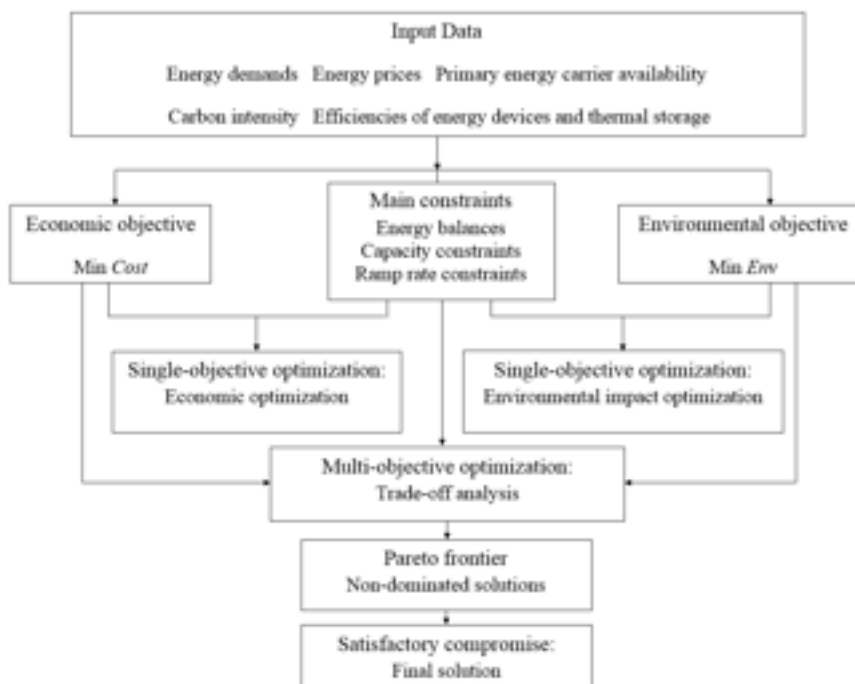 Input Data
Energy demands Energy prices Primary energy carrier availability
Carbon intensity Efficiencies of energy devices and thermal storage
Economic objective
Min Cost
Main constraints
Energy balances
Capacity constraints
Ramp rate constraints
Environmental objective
Min Env
Single-objective optimization:
Economic optimization
Single-objective optimization:
Environmental impact optimization
Multi-objective optimization:
Trade-off analysis
Pareto frontier
Non-dominated solutions
Satisfactory compromise:
Final solution